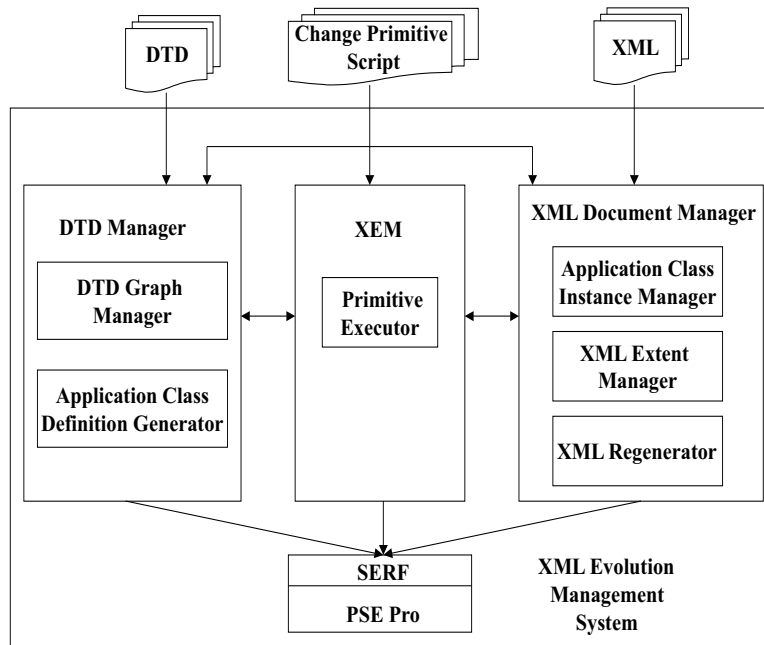 DTD
Change Primitive
Script
XML
DTD Manager
DTD Graph
Manager
Application Class
Definition Generator
XEM
Primitive
Executor
XML Document Manager
Application Class
Instance Manager
XML Extent
Manager
XML Regenerator
SERF
PSE Pro
XML Evolution
Management
System